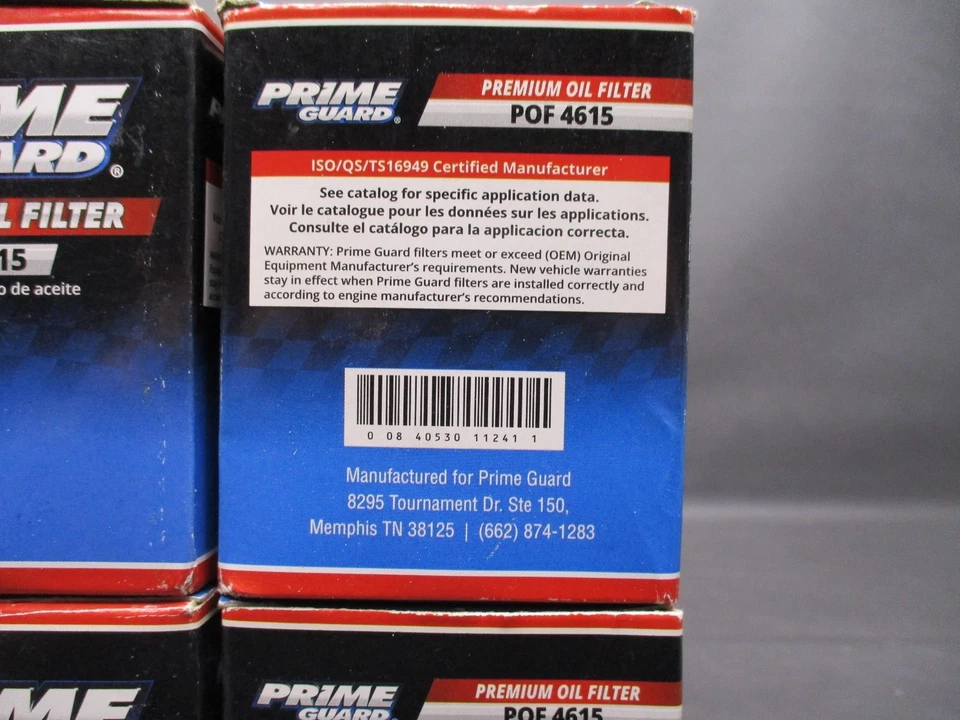 ME
ARD®
L FILTER
15
o de aceite
PRIME
GUARD®
PREMIUM OIL FILTER
POF 4615
ISO/QS/TS16949 Certified Manufacturer
See catalog for specific application data.
Voir le catalogue pour les données sur les applications.
Consulte el catálogo para la applicacion correcta.
WARRANTY: Prime Guard filters meet or exceed (OEM) Original
Equipment Manufacturer's requirements. New vehicle warranties
stay in effect when Prime Guard filters are installed correctly and
according to engine manufacturer's recommendations.
0 08 40530 11241 1
Manufactured for Prime Guard
8295 Tournament Dr. Ste 150,
Memphis TN 38125 | (662) 874-1283
ME
PRIME
GUARD
PREMIUM OIL FILTER
POF 4615